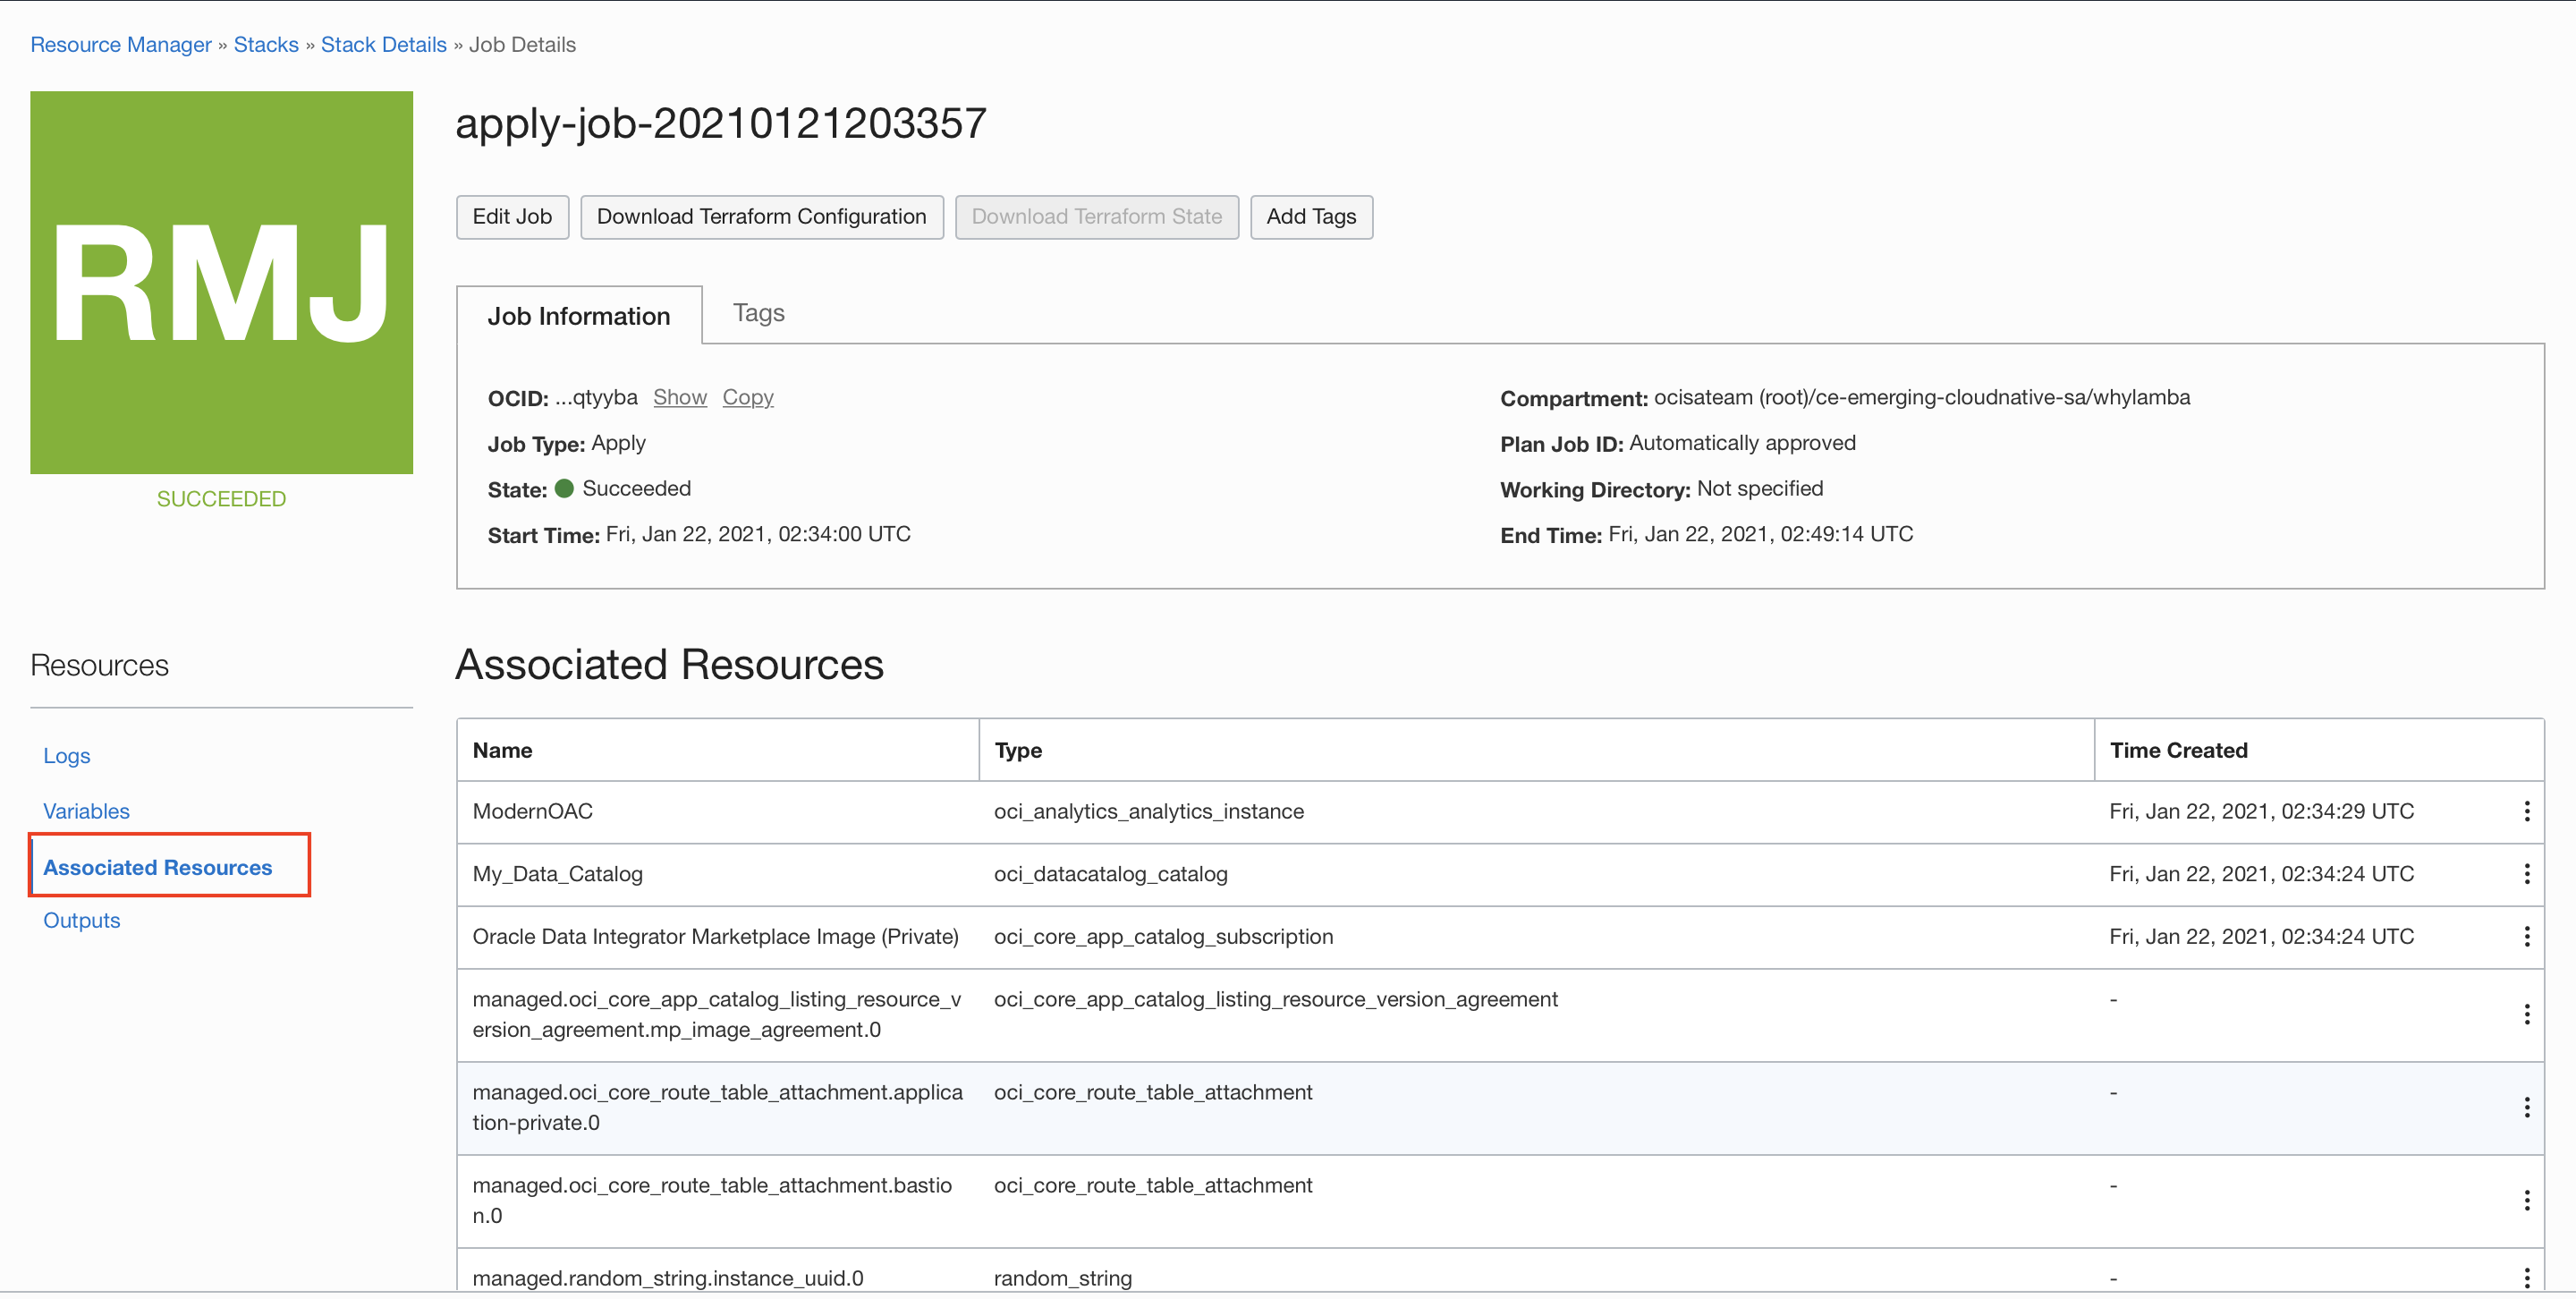 Resource Manager » Stacks » Stack Details » Job Details
RMJ
SUCCEEDED
apply-job-20210121203357
Edit Job
Download Terraform Configuration
Download Terraform State
Add Tags
Job Information
Tags
OCID: ...qtyyba Show Copy
Job Type: Apply
State: Succeeded
Start Time: Fri, Jan 22, 2021, 02:34:00 UTC
Compartment: ocisateam (root)/ce-emerging-cloudnative-sa/whylamba
Plan Job ID: Automatically approved
Working Directory: Not specified
End Time: Fri, Jan 22, 2021, 02:49:14 UTC
Resources
Logs
Variables
Associated Resources
Outputs
Associated Resources
Name Type Time Created
ModernOAC oci_analytics_analytics_instance Fri, Jan 22, 2021, 02:34:29 UTC
My_Data_Catalog oci_datacatalog_catalog Fri, Jan 22, 2021, 02:34:24 UTC
Oracle Data Integrator Marketplace Image (Private) oci_core_app_catalog_subscription Fri, Jan 22, 2021, 02:34:24 UTC
managed.oci_core_app_catalog_listing_resource_v oci_core_app_catalog_listing_resource_version_agreement -
ersion_agreement.mp_image_agreement.0
managed.oci_core_route_table_attachment.applica oci_core_route_table_attachment -
tion-private.0
managed.oci_core_route_table_attachment.bastio oci_core_route_table_attachment -
n.0
managed.random_string.instance_uuid.0 random_string -